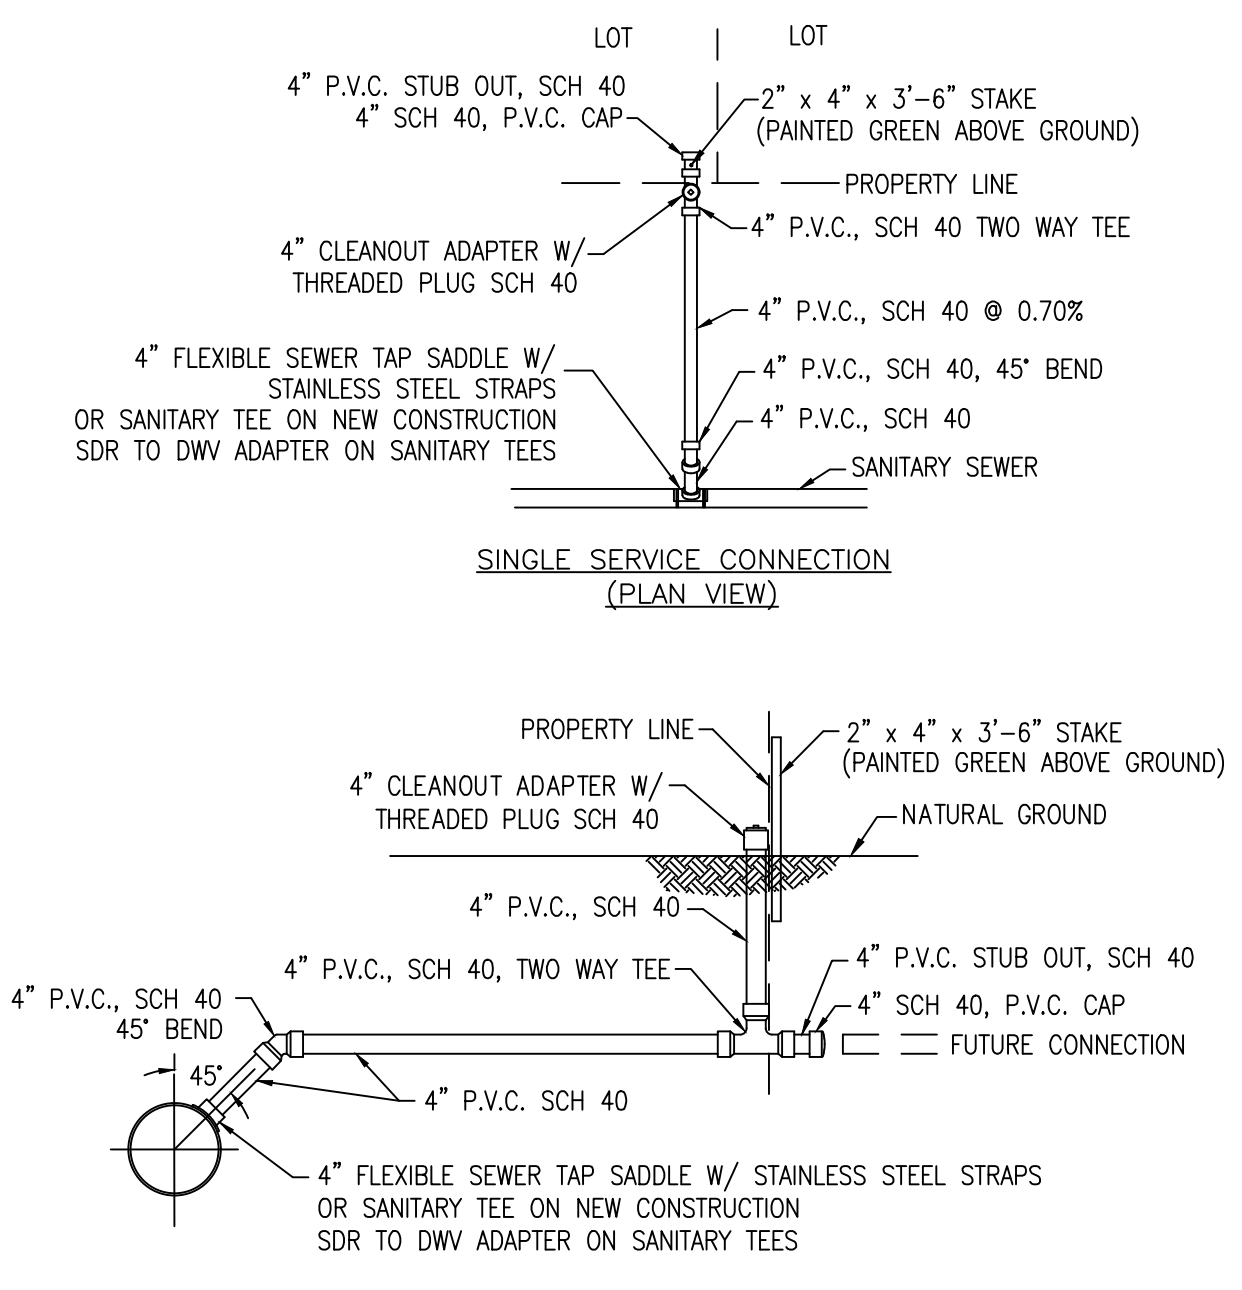 LOT
LOT
4" P.V.C. STUB OUT, SCH 40
4" SCH 40, P.V.C. CAP
2" x 4" x 3'-6" STAKE
(PAINTED GREEN ABOVE GROUND)
PROPERTY LINE
4" P.V.C., SCH 40 TWO WAY TEE
4" CLEANOUT ADAPTER W/
THREADED PLUG SCH 40
4" P.V.C., SCH 40 @ 0.70%
4" FLEXIBLE SEWER TAP SADDLE W/
STAINLESS STEEL STRAPS
OR SANITARY TEE ON NEW CONSTRUCTION
SDR TO DWV ADAPTER ON SANITARY TEES
4" P.V.C., SCH 40, 45° BEND
4" P.V.C., SCH 40
SANITARY SEWER
SINGLE SERVICE CONNECTION
(PLAN VIEW)
PROPERTY LINE
2" x 4" x 3'-6" STAKE
(PAINTED GREEN ABOVE GROUND)
4" CLEANOUT ADAPTER W/
THREADED PLUG SCH 40
NATURAL GROUND
4" P.V.C., SCH 40
4" P.V.C., SCH 40, TWO WAY TEE
4" P.V.C. STUB OUT, SCH 40
4" SCH 40, P.V.C. CAP
4" P.V.C., SCH 40
45° BEND
FUTURE CONNECTION
45°
4" P.V.C. SCH 40
4" FLEXIBLE SEWER TAP SADDLE W/ STAINLESS STEEL STRAPS
OR SANITARY TEE ON NEW CONSTRUCTION
SDR TO DWV ADAPTER ON SANITARY TEES